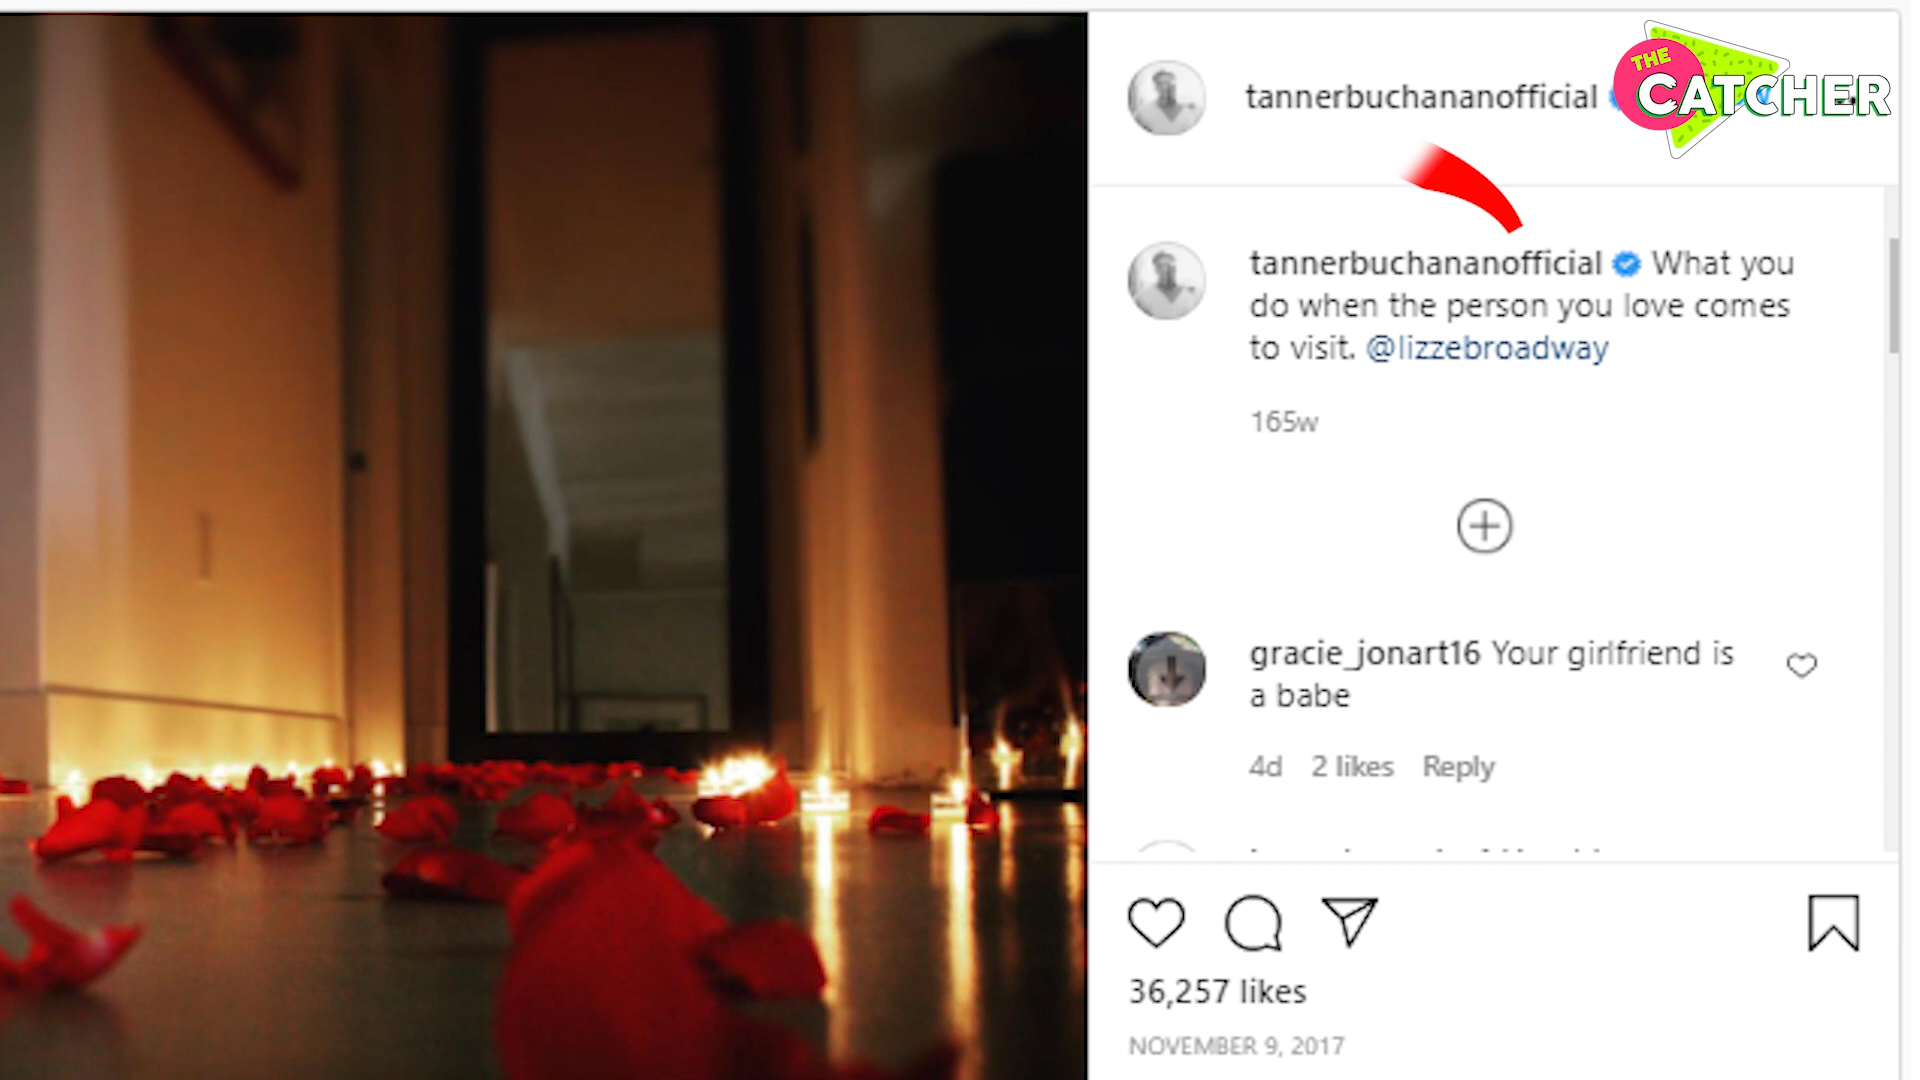 tannerbuchananofficial
THE
CATCHER
tannerbuchananofficial What you
do when the person you love comes
to visit. @lizzebroadway
165w
gracie_jonart16 Your girlfriend is
a babe
4d 2 likes Reply
36,257 likes
NOVEMBER 9, 2017